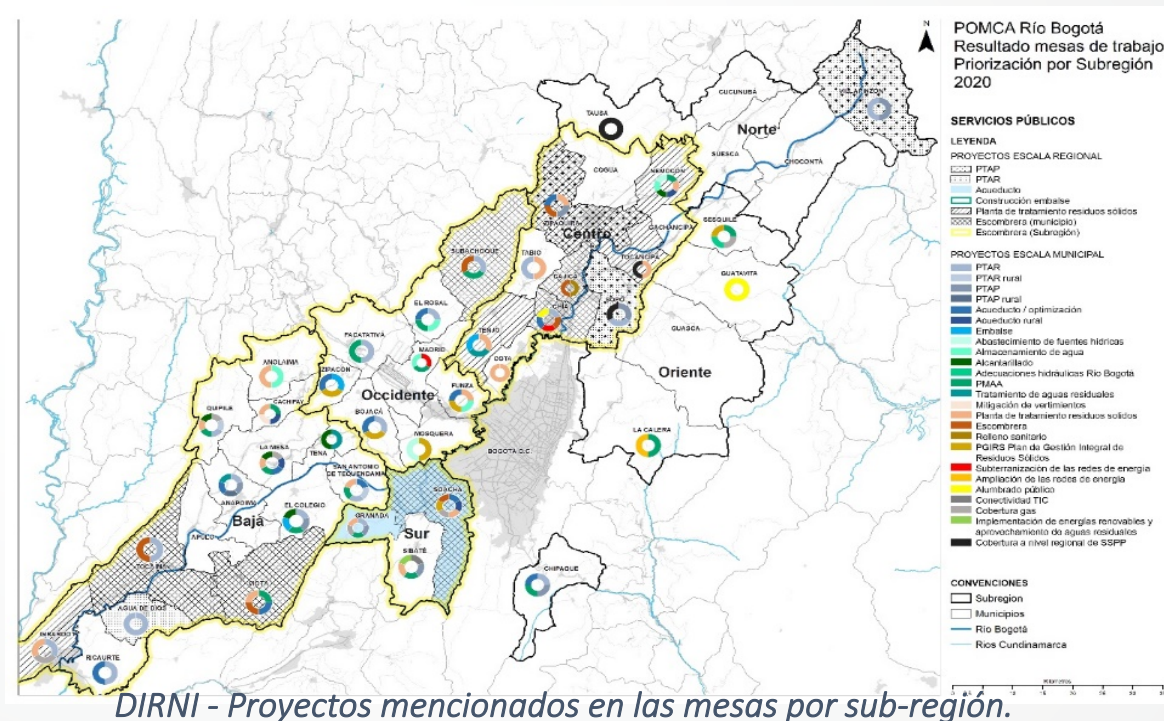 N
POMCA Río Bogotá
Resultado mesas de trabajo
Priorización por Subregión
2020
SERVICIOS PÚBLICOS
LEYENDA
PROYECTOS ESCALA REGIONAL
PTAP
PTAR
Acueducto
Construcción embalse
Planta de tratamiento residuos sólidos
Escombrera (municipio)
Escombrera (Subregión)
PROYECTOS ESCALA MUNICIPAL
PTAR
PTAR rural
PTAP
PTAP rural
Acueducto / optimización
Acueducto rural
Embalse
Abastecimiento de fuentes hídricas
Almacenamiento de agua
Alcantarillado
Adecuaciones hidráulicas Río Bogotá
PMAA
Tratamiento de aguas residuales
Mitigación de vertimientos
Planta de tratamiento residuos solidos
Escombrera
Relleno sanitario
PGIRS Plan de Gestión Integral de
Residuos Sólidos
Subterranización de las redes de energía
Ampliación de las redes de energía
Alumbrado público
Conectividad TIC
Cobertura gas
Implementación de energías renovables y
aprovechamiento de aguas residuales
Cobertura a nivel regional de SSPP
CONVENCIONES
Subregion
Municipios
Río Bogotá
Rios Cundinamarca
CUCUNUBÁ
TAUSA
Norte
SUESCA
CHOCONTÁ
COGUA
NEMOCÓN
ZIPAQUIRÁ
SESQUILÉ
GACHANCIPÁ
Centro
SUBACHOQUE
TABIO
TOCANCIPÁ
CAJICÁ
GUATAVITA
SOPÓ
EL ROSAL
CHÍA
GUASCA
TENJO
FACATATIVÁ
MADRID
COTA
Oriente
ANOLAIMA
ZIPACÓN
FUNZA
Occidente
CACHIPAY
QUIPILE
BOJACÁ
MOSQUERA
LA CALERA
LA MESA
TENA
BOGOTÁ D.C.
SAN ANTONIO
DE TEQUENDAMA
SOACHA
ANAPOIMA
EL COLEGIO
GRANADA
Baja
APULO
Sur
SIBATÉ
TOCAIMA
CHIPAQUE
AGUA DE DIOS
GIRARDOT
RICAURTE
DIRNI - Proyectos mencionados en las mesas por sub-región.